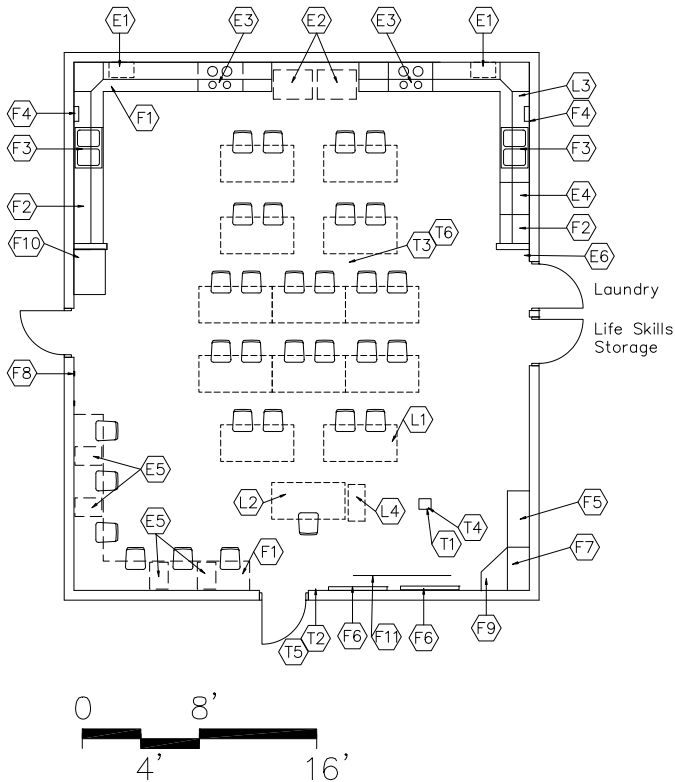 E1
E3
E2
E3
E1
F1
L3
F4
F4
F3
F3
E4
F2
F2
F10
T3
T6
E6
Laundry
Life Skills
Storage
F8
L1
E5
L2
L4
T4
T1
F5
E5
F1
F7
T5
T2
F6
F11
F6
F9
0
8'
4'
16'